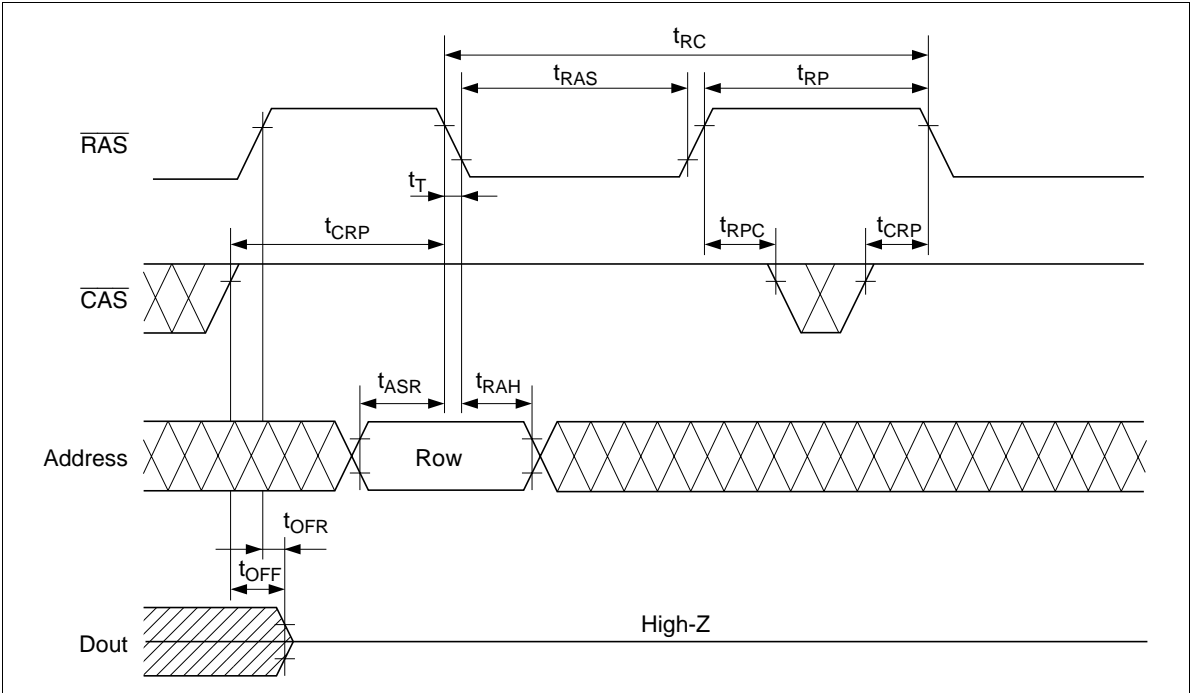 tRC
tRAS
tRP
RAS
tT
tCRP
tRPC
tCRP
CAS
tASR
tRAH
Address
Row
tOFR
tOFF
High-Z
Dout